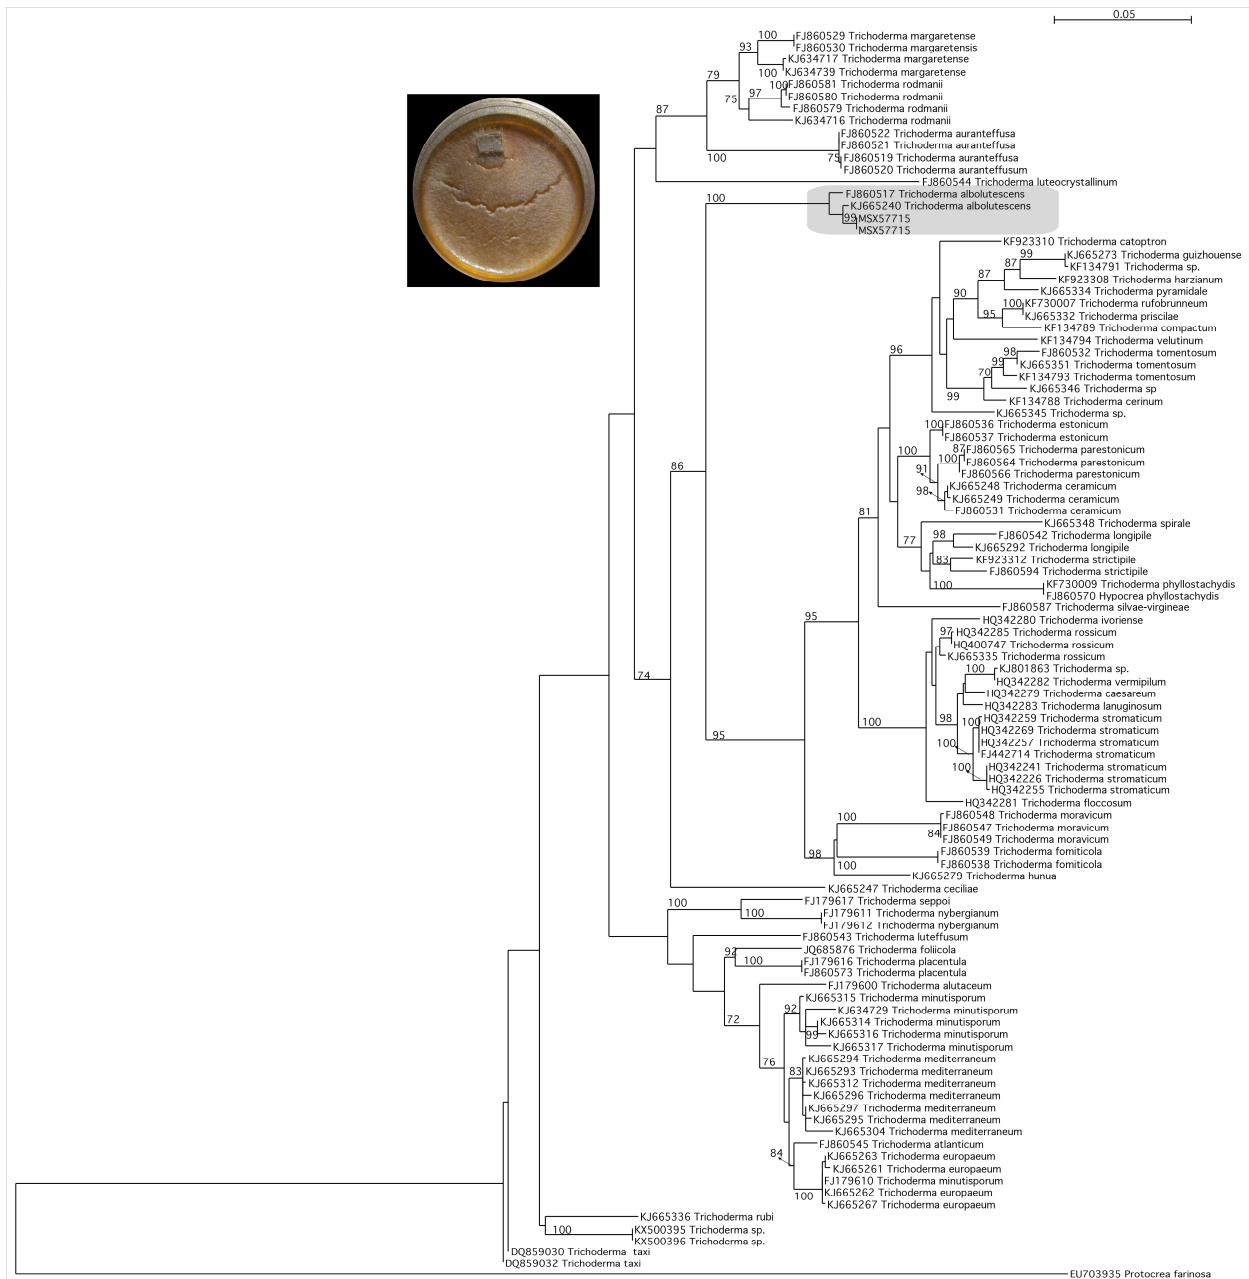 0.05
100
FJ860529 Trichoderma margaretense
93
FJ860530 Trichoderma margaretensis
KJ634717 Trichoderma margaretense
79
100
KJ634739 Trichoderma margaretense
100
FJ860581 Trichoderma rodmanii
75
97
FJ860580 Trichoderma rodmanii
87
FJ860579 Trichoderma rodmanii
KJ634716 Trichoderma rodmanii
FJ860522 Trichoderma auranteffusa
FJ860521 Trichoderma auranteffusa
100
75
FJ860519 Trichoderma auranteffusa
FJ860520 Trichoderma auranteffusum
FJ860544 Trichoderma luteocrystallinum
100
FJ860517 Trichoderma albolutescens
KJ665240 Trichoderma albolutescens
99
MSX57715
MSX57715
KF923310 Trichoderma catoptron
99
KJ665273 Trichoderma guizhouense
87
KF134791 Trichoderma sp.
87
KF923308 Trichoderma harzianum
90
KJ665334 Trichoderma pyramidale
100
KF730007 Trichoderma rufobrunneum
95
KJ665332 Trichoderma priscilae
KF134789 Trichoderma compactum
KF134794 Trichoderma velutinum
96
98
FJ860532 Trichoderma tomentosum
99
KJ665351 Trichoderma tomentosum
70
KF134793 Trichoderma tomentosum
KJ665346 Trichoderma sp
99
KF134788 Trichoderma cerinum
KJ665345 Trichoderma sp.
100
FJ860536 Trichoderma estonicum
FJ860537 Trichoderma estonicum
100
87
FJ860565 Trichoderma parestonicum
100
FJ860564 Trichoderma parestonicum
91
FJ860566 Trichoderma parestonicum
86
KJ665248 Trichoderma ceramicum
98
KJ665249 Trichoderma ceramicum
FJ860531 Trichoderma ceramicum
81
KJ665348 Trichoderma spirale
98
FJ860542 Trichoderma longipile
77
KJ665292 Trichoderma longipile
83
KF923312 Trichoderma strictipile
FJ860594 Trichoderma strictipile
100
KF730009 Trichoderma phyllostachydis
FJ860570 Hypocrea phyllostachydis
FJ860587 Trichoderma silvae-virgineae
95
HQ342280 Trichoderma ivoriense
97
HQ342285 Trichoderma rossicum
HQ400747 Trichoderma rossicum
KJ665335 Trichoderma rossicum
100
KJ801863 Trichoderma sp.
74
HQ342282 Trichoderma vermipilum
HQ342279 Trichoderma caesareum
HQ342283 Trichoderma lanuginosum
100
98
100
HQ342259 Trichoderma stromaticum
HQ342269 Trichoderma stromaticum
95
100
HQ342257 Trichoderma stromaticum
FJ442714 Trichoderma stromaticum
100
HQ342241 Trichoderma stromaticum
HQ342226 Trichoderma stromaticum
HQ342255 Trichoderma stromaticum
HQ342281 Trichoderma floccosum
100
FJ860548 Trichoderma moravicum
84
FJ860547 Trichoderma moravicum
FJ860549 Trichoderma moravicum
98
FJ860539 Trichoderma fomiticola
100
FJ860538 Trichoderma fomiticola
KJ665279 Trichoderma hunua
KJ665247 Trichoderma ceciliae
100
FJ179617 Trichoderma seppoi
100
FJ179611 Trichoderma nybergianum
FJ179612 Trichoderma nybergianum
FJ860543 Trichoderma luteffusum
92
JQ685876 Trichoderma foliicola
100
FJ179616 Trichoderma placentula
FJ860573 Trichoderma placentula
FJ179600 Trichoderma alutaceum
KJ665315 Trichoderma minutisporum
92
KJ634729 Trichoderma minutisporum
72
KJ665314 Trichoderma minutisporum
99
KJ665316 Trichoderma minutisporum
KJ665317 Trichoderma minutisporum
76
KJ665294 Trichoderma mediterraneum
83
KJ665293 Trichoderma mediterraneum
KJ665312 Trichoderma mediterraneum
KJ665296 Trichoderma mediterraneum
KJ665297 Trichoderma mediterraneum
KJ665295 Trichoderma mediterraneum
KJ665304 Trichoderma mediterraneum
FJ860545 Trichoderma atlanticum
84
KJ665263 Trichoderma europaeum
KJ665261 Trichoderma europaeum
FJ179610 Trichoderma minutisporum
100
KJ665262 Trichoderma europaeum
KJ665267 Trichoderma europaeum
KJ665336 Trichoderma rubi
100
KX500395 Trichoderma sp.
KX500396 Trichoderma sp.
DQ859030 Trichoderma taxi
DQ859032 Trichoderma taxi
EU703935 Protocrea farinosa